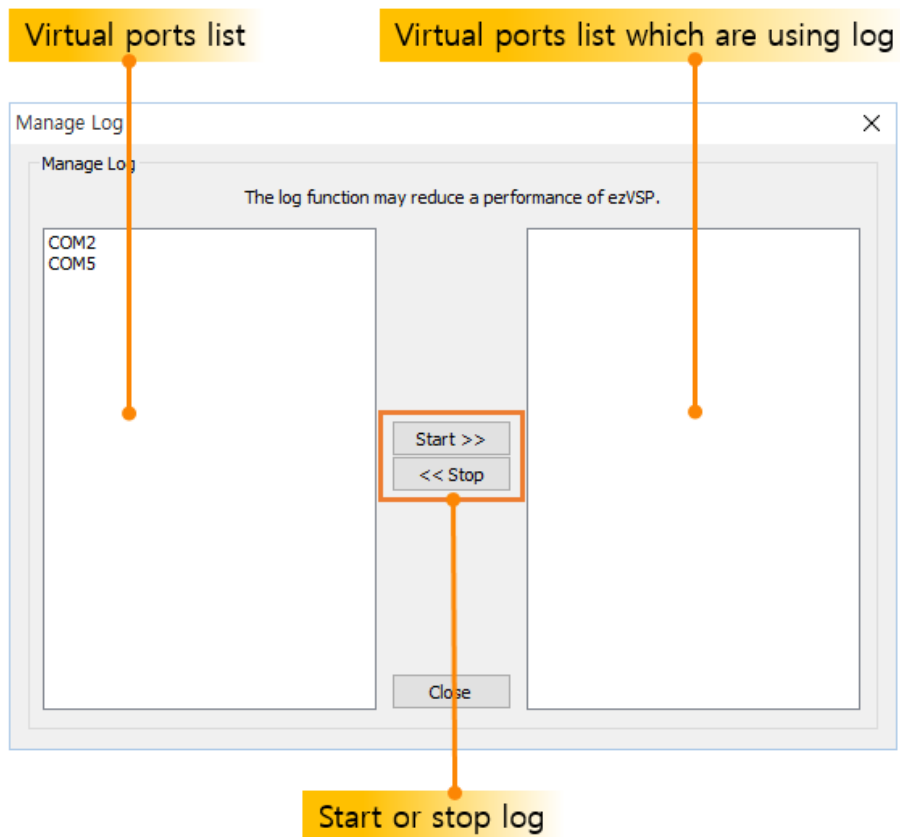 Virtual ports list
Virtual ports list which are using log
Manage Log
Manage Log
The log function may reduce a performance of ezVSP.
COM2
COM5
Start >>
<< Stop
Close
Start or stop log